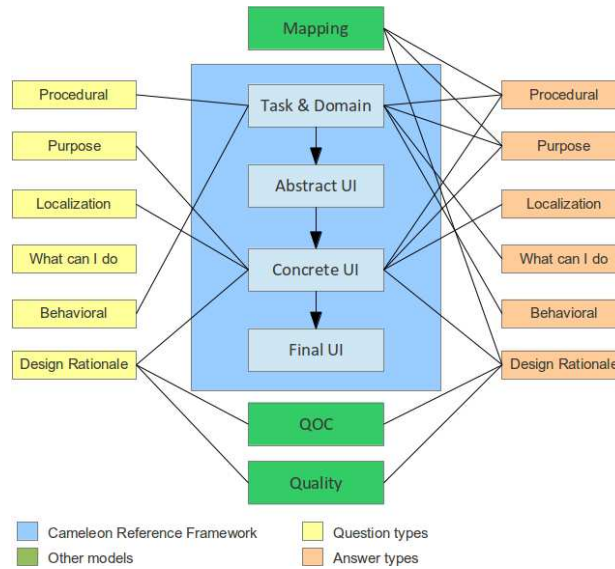 Mapping
Procedural
Task & Domain
Procedural
Purpose
Purpose
Abstract UI
Localization
Localization
What can I do
Concrete UI
What can I do
Behavioral
Behavioral
Design Rationale
Final UI
Design Rationale
QOC
Quality
Cameleon Reference Framework
Question types
Other models
Answer types